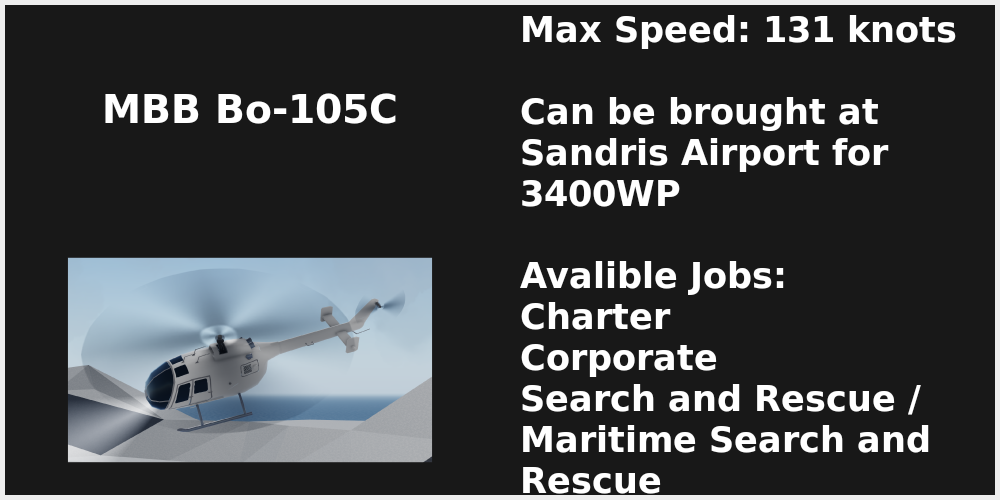 MBB Bo-105C
Max Speed: 131 knots
Can be brought at
Sandris Airport for
3400WP
Avalible Jobs:
Charter
Corporate
Search and Rescue /
Maritime Search and
Rescue